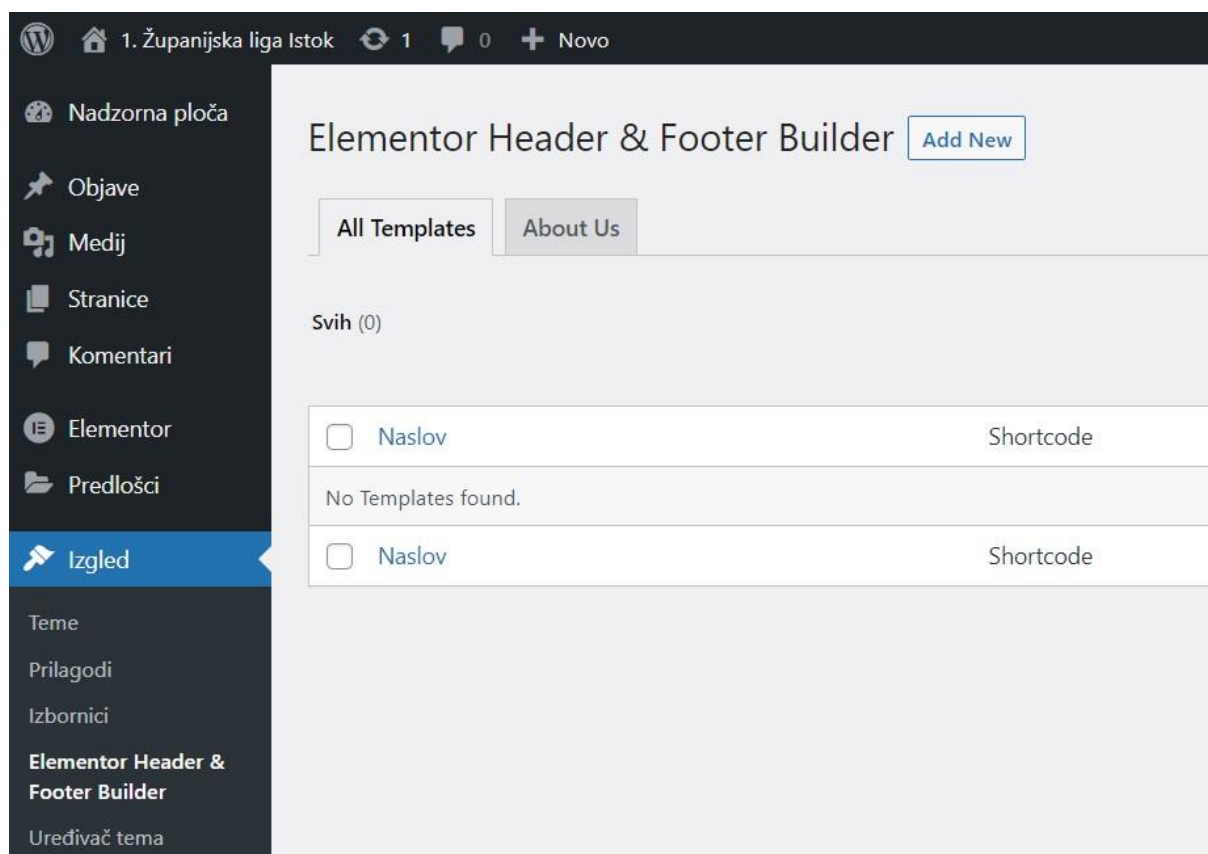 1. Županijska liga Istok 1 0 Novo
Nadzorna ploča
Objave
Medij
Stranice
Komentari
Elementor
Predlošci
Izgled
Teme
Prilagodi
Izbornici
Elementor Header &
Footer Builder
Uređivač tema
Elementor Header & Footer Builder Add New
All Templates About Us
Svih (0)
Naslov Shortcode
No Templates found.
Naslov Shortcode